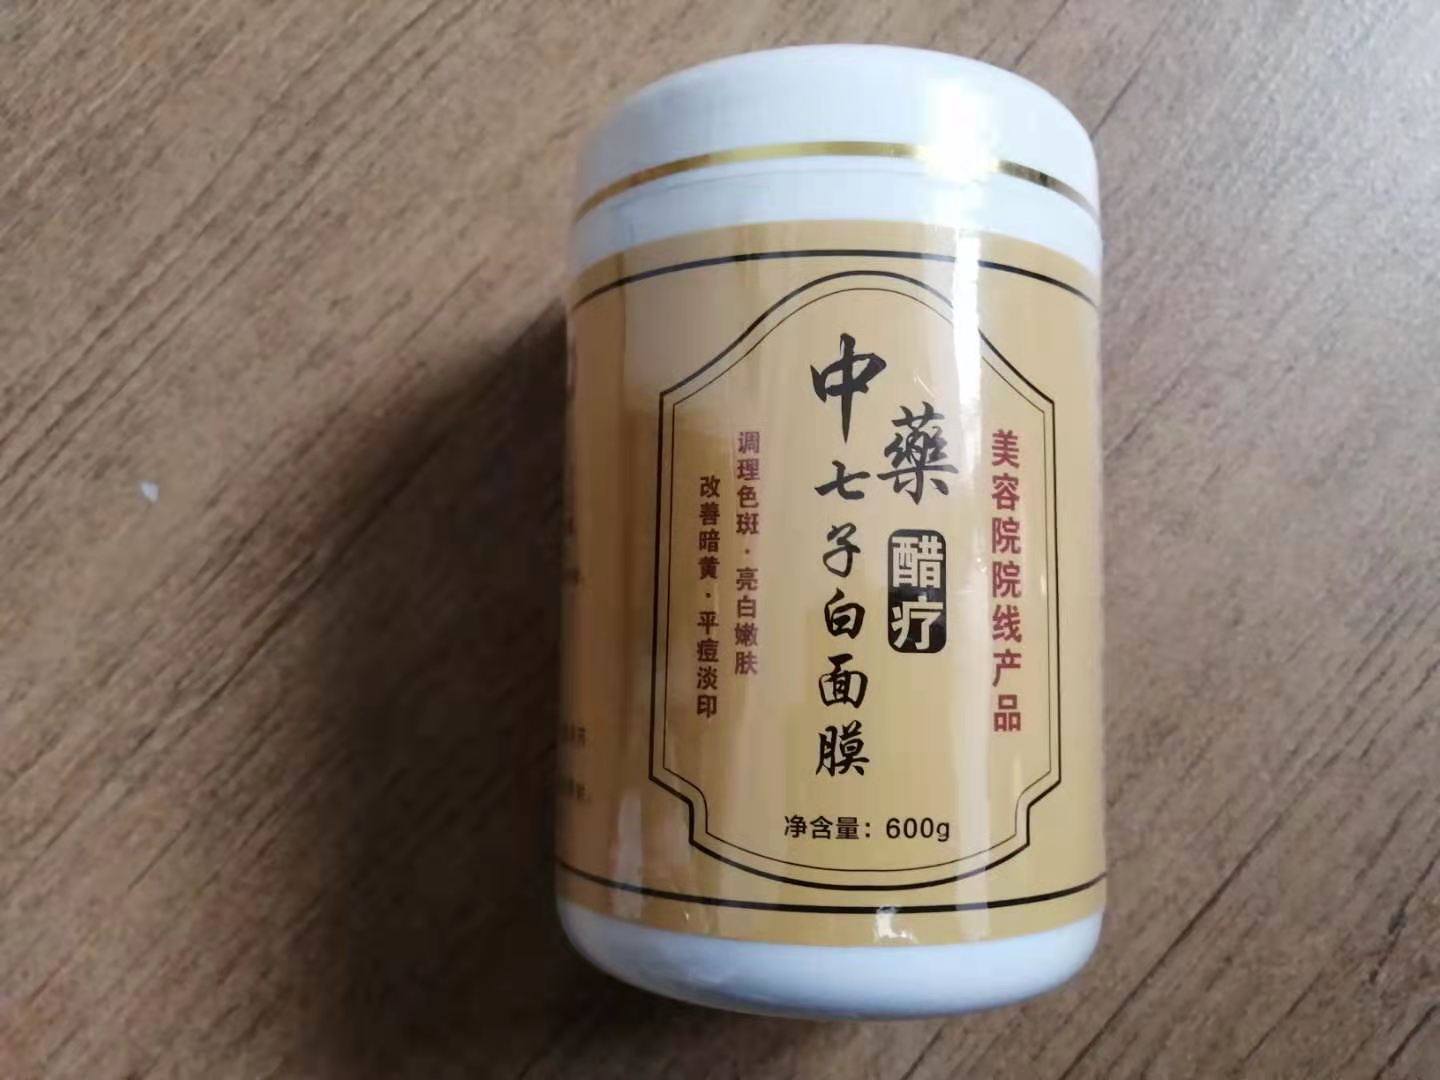 美容院院线产品
中藥
醋疗
七子白面膜
调理色斑·亮白嫩肤
改善暗黄·平痘淡印
净含量：600g